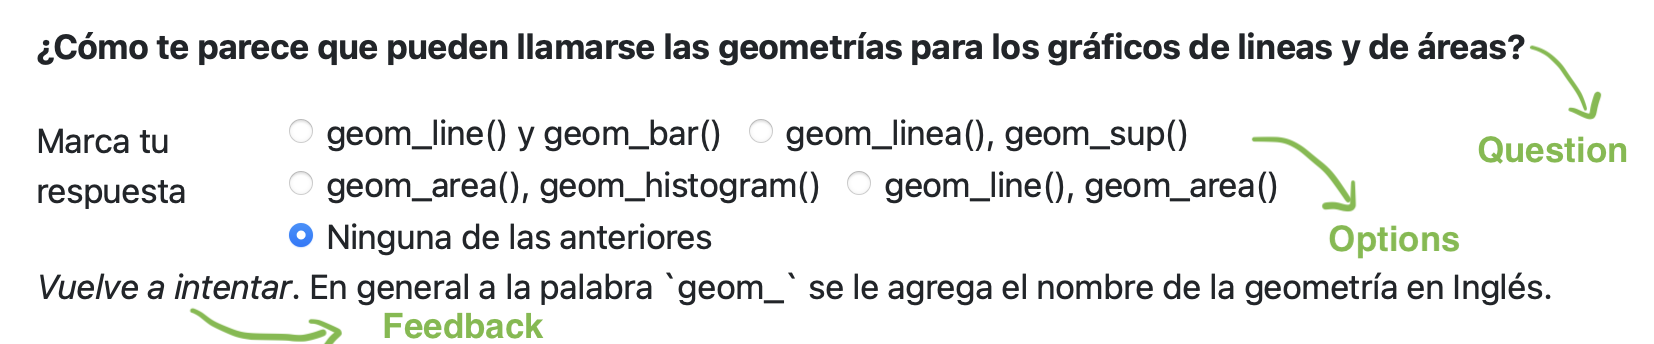 ¿Cómo te parece que pueden llamarse las geometrías para los gráficos de lineas y de áreas?
Question
Marca tu respuesta
geom_line() y geom_bar() geom_linea(), geom_sup()
geom_area(), geom_histogram() geom_line(), geom_area()
Ninguna de las anteriores
Options
Vuelve a intentar. En general a la palabra `geom_` se le agrega el nombre de la geometría en Inglés.
Feedback